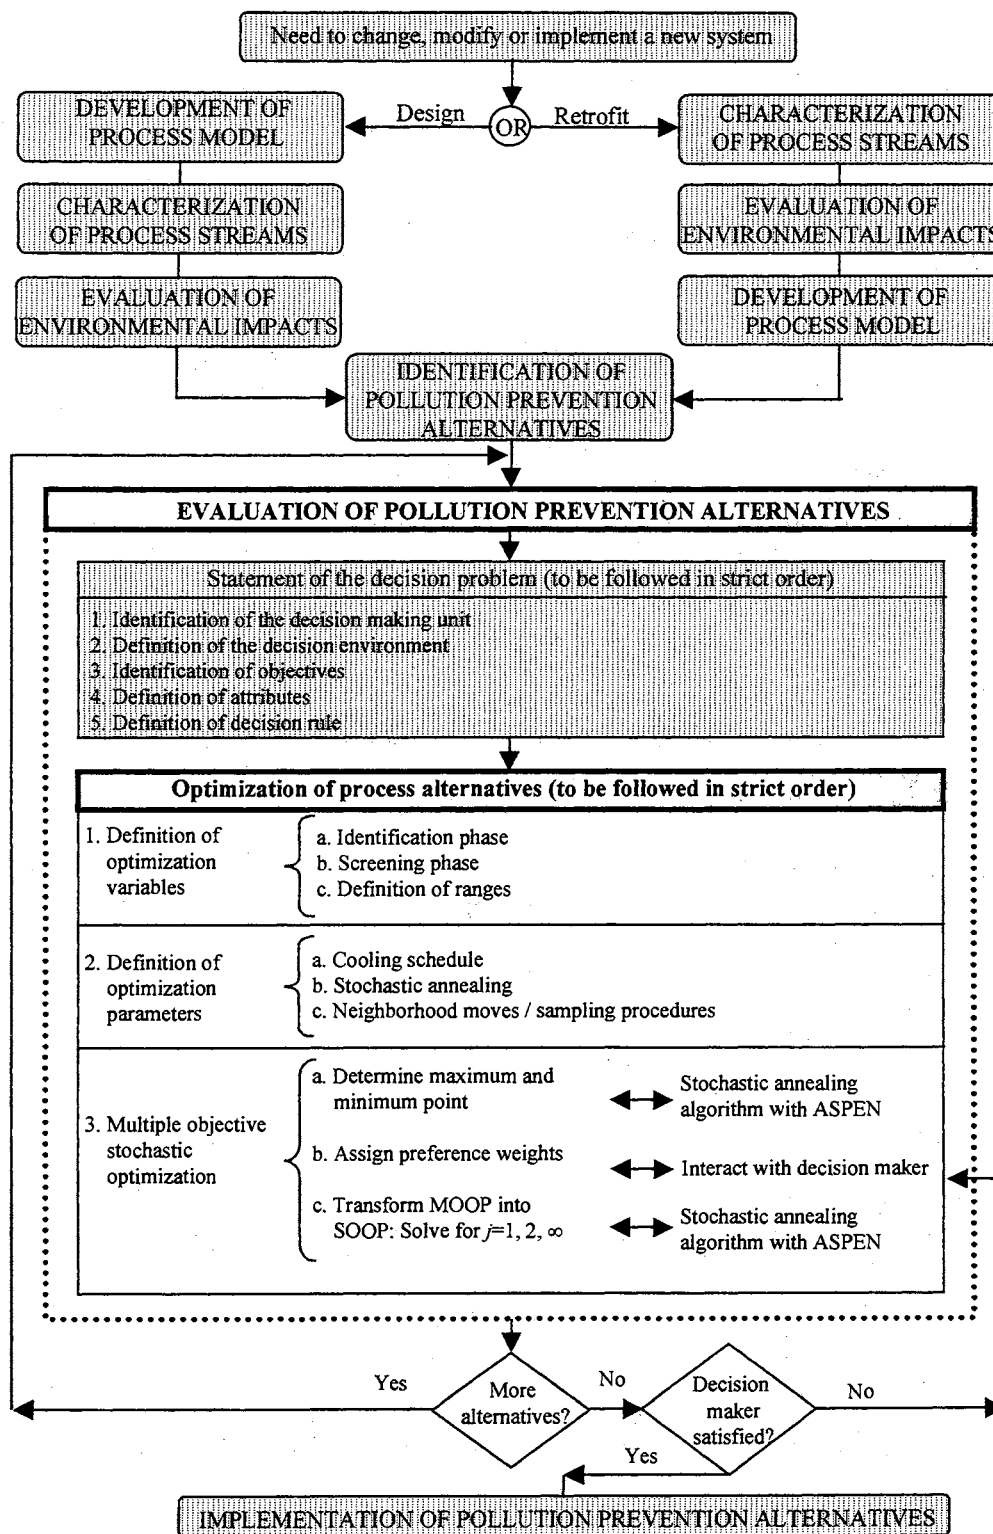 Need to change, modify or implement a new system
DEVELOPMENT OF
PROCESS MODEL
Design
OR
Retrofit
CHARACTERIZATION
OF PROCESS STREAMS
CHARACTERIZATION
OF PROCESS STREAMS
EVALUATION OF
ENVIRONMENTAL IMPACTS
EVALUATION OF
ENVIRONMENTAL IMPACTS
DEVELOPMENT OF
PROCESS MODEL
IDENTIFICATION OF
POLLUTION PREVENTION
ALTERNATIVES
EVALUATION OF POLLUTION PREVENTION ALTERNATIVES
Statement of the decision problem (to be followed in strict order)
1. Identification of the decision making unit
2. Definition of the decision environment
3. Identification of objectives
4. Definition of attributes
5. Definition of decision rule
Optimization of process alternatives (to be followed in strict order)
1. Definition of
optimization
variables
a. Identification phase
b. Screening phase
c. Definition of ranges
2. Definition of
optimization
parameters
a. Cooling schedule
b. Stochastic annealing
c. Neighborhood moves / sampling procedures
3. Multiple objective
stochastic
optimization
a. Determine maximum and
minimum point
Stochastic annealing
algorithm with ASPEN
b. Assign preference weights
Interact with decision maker
c. Transform MOOP into
SOOP: Solve for j=1, 2, ∞
Stochastic annealing
algorithm with ASPEN
Yes
More
alternatives?
No
Decision
maker
satisfied?
No
Yes
IMPLEMENTATION OF POLLUTION PREVENTION ALTERNATIVES